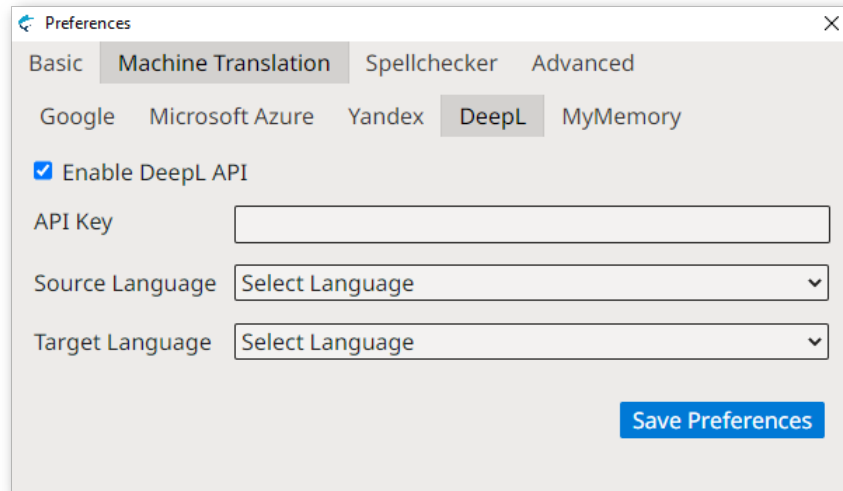 Preferences
Basic Machine Translation Spellchecker Advanced
Google Microsoft Azure Yandex DeepL MyMemory
Enable DeepL API
API Key
Source Language Select Language
Target Language Select Language
Save Preferences